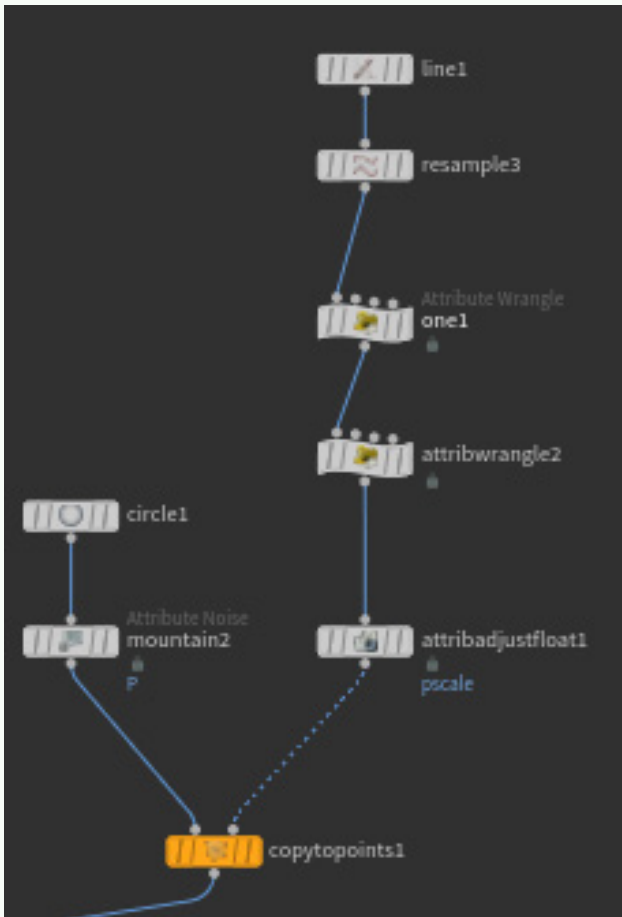 line1
resample3
Attribute Wrangle
one1
attribwrangle2
circle1
Attribute Noise
mountain2
P
attribadjustfloat1
pscale
copytopoints1